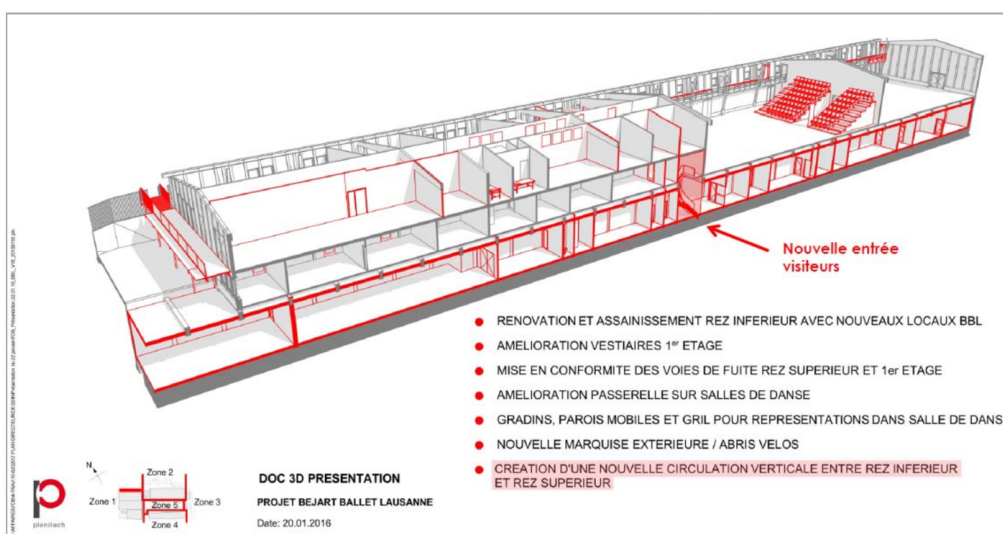 Nouvelle entrée
visiteurs
RENOVATION ET ASSAINISSEMENT REZ INFERIEUR AVEC NOUVEAUX LOCAUX BBL
AMELIORATION VESTIAIRES 1er ETAGE
MISE EN CONFORMITE DES VOIES DE FUITE REZ SUPERIEUR ET 1er ETAGE
AMELIORATION PASSERELLE SUR SALLES DE DANSE
GRADINS, PAROIS MOBILES ET GRIL POUR REPRESENTATIONS DANS SALLE DE DANS
NOUVELLE MARQUISE EXTERIEURE / ABRIS VELOS
CREATION D'UNE NOUVELLE CIRCULATION VERTICALE ENTRE REZ INFERIEUR
ET REZ SUPERIEUR
planitech
N
Zone 2
Zone 1
Zone 5
Zone 3
Zone 4
DOC 3D PRESENTATION
PROJET BEJART BALLET LAUSANNE
Date: 20.01.2016